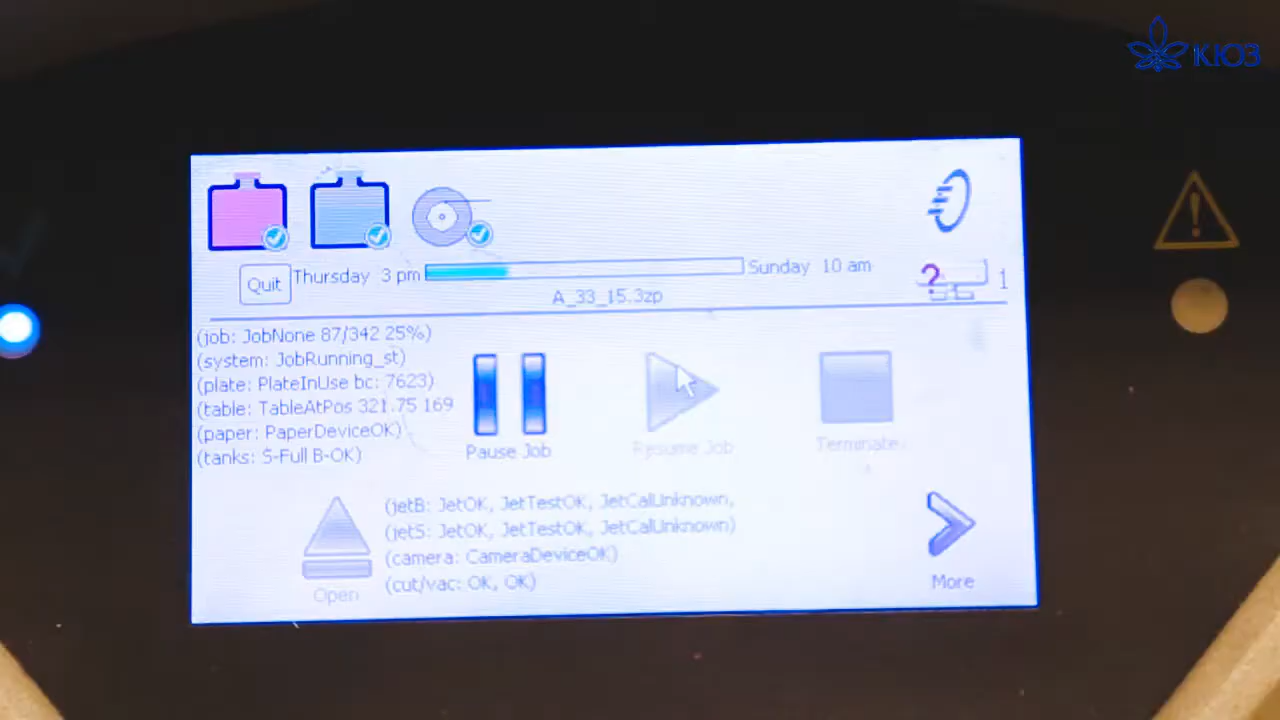 КЮЗ
Quit Thursday 3 pm Sunday 10 am
A_33_15.3zp
? 1
(job: JobNone 87/342 25%)
(system: JobRunning_st)
(plate: PlateInUse bc: 7623)
(table: TableAtPos 321.75 169
(paper: PaperDeviceOK)
(tanks: S-Full B-OK)
Pause Job Resume Job Terminate
(jetB: JetOK, JetTestOK, JetCalUnknown,
(jetS: JetOK, JetTestOK, JetCalUnknown)
(camera: CameraDeviceOK)
(cut/vac: OK, OK)
Open More